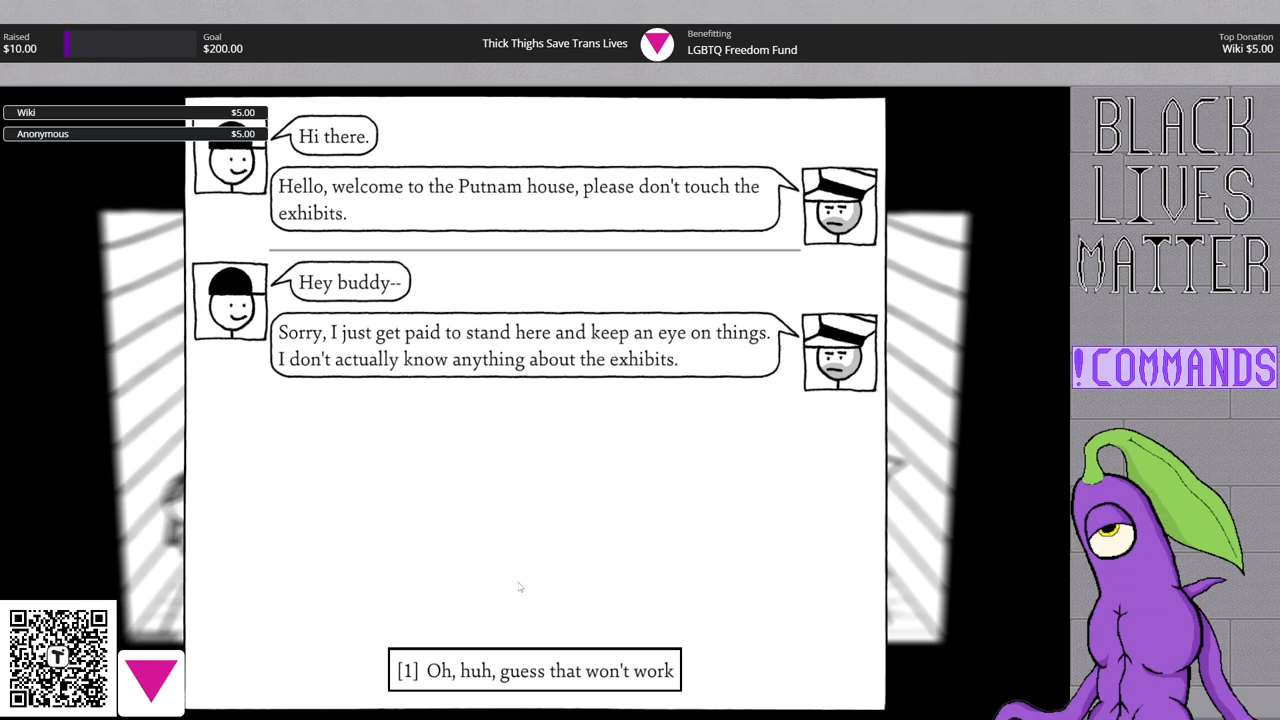 Raised
$10.00
Goal
$200.00
Thick Thighs Save Trans Lives
Benefitting
LGBTQ Freedom Fund
Top Donation
Wiki $5.00
Wiki $5.00
Anonymous $5.00
Hi there.
Hello, welcome to the Putnam house, please don't touch the
exhibits.
Hey buddy--
Sorry, I just get paid to stand here and keep an eye on things.
I don't actually know anything about the exhibits.
[1] Oh, huh, guess that won't work
BLACK
LIVES
MATTER
!COMMANDS
T